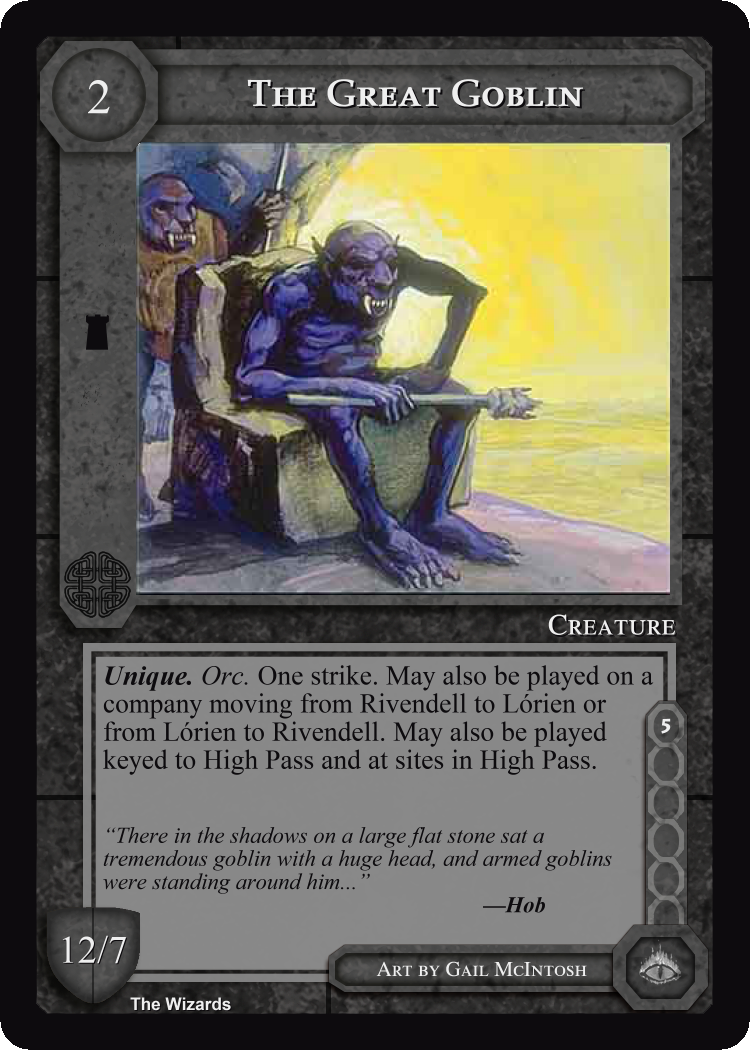 2
The Great Goblin
Creature
Unique. Orc. One strike. May also be played on a
company moving from Rivendell to Lórien or
from Lórien to Rivendell. May also be played
keyed to High Pass and at sites in High Pass.
5
“There in the shadows on a large flat stone sat a
tremendous goblin with a huge head, and armed goblins
were standing around him...”
—Hob
12/7
Art by Gail McIntosh
The Wizards